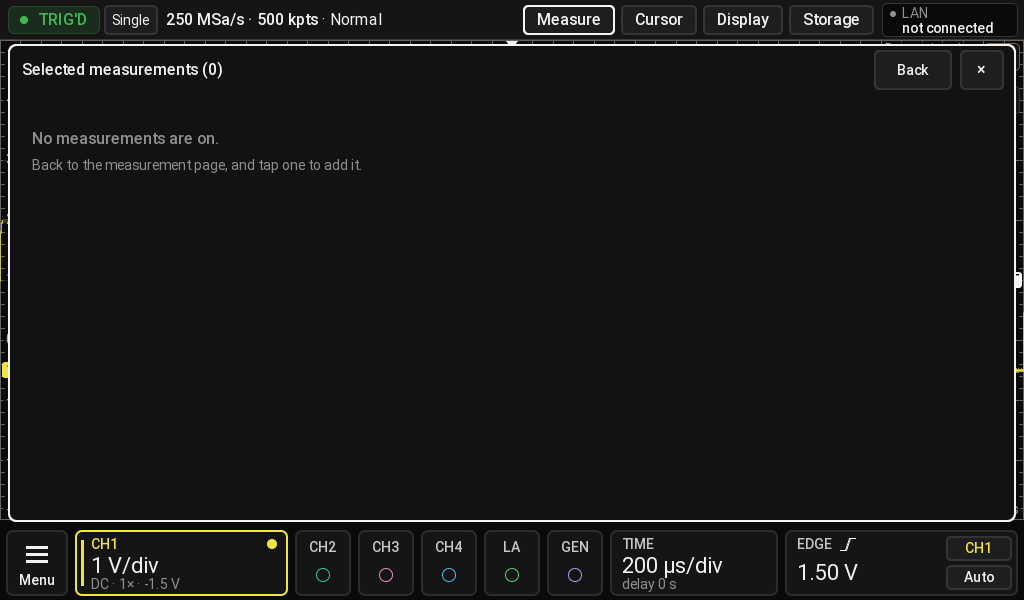 TRIG'D Single 250 MSa/s · 500 kpts · Normal Measure Cursor Display Storage LAN
not connected
Selected measurements (0) Back ×
No measurements are on.
Back to the measurement page, and tap one to add it.
Menu
CH1
1 V/div
DC · 1× · -1.5 V
CH2
CH3
CH4
LA
GEN
TIME
200 µs/div
delay 0 s
EDGE
1.50 V
CH1
Auto